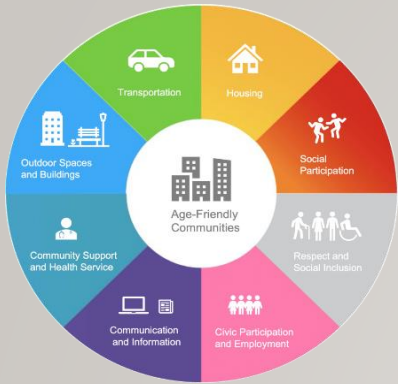 Transportation
Housing
Social
Participation
Respect and
Social Inclusion
Civic Participation
and Employment
Communication
and Information
Community Support
and Health Service
Outdoor Spaces
and Buildings
Age-Friendly
Communities